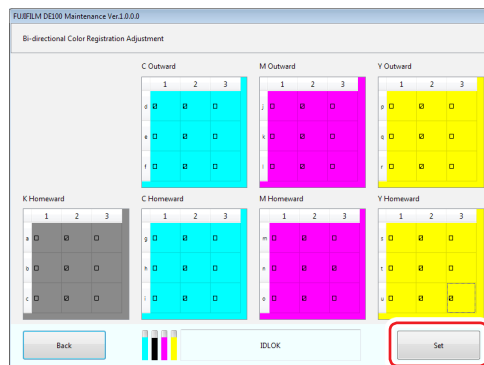 FUJIFILM DE100 Maintenance Ver.1.0.0.0
Bi-directional Color Registration Adjustment
C Outward M Outward Y Outward
1 2 3 1 2 3 1 2 3
d j p
e k q
f l r
K Homeward C Homeward M Homeward Y Homeward
1 2 3 1 2 3 1 2 3 1 2 3
a g m s
b h n t
c i o u
Back IDLOK Set